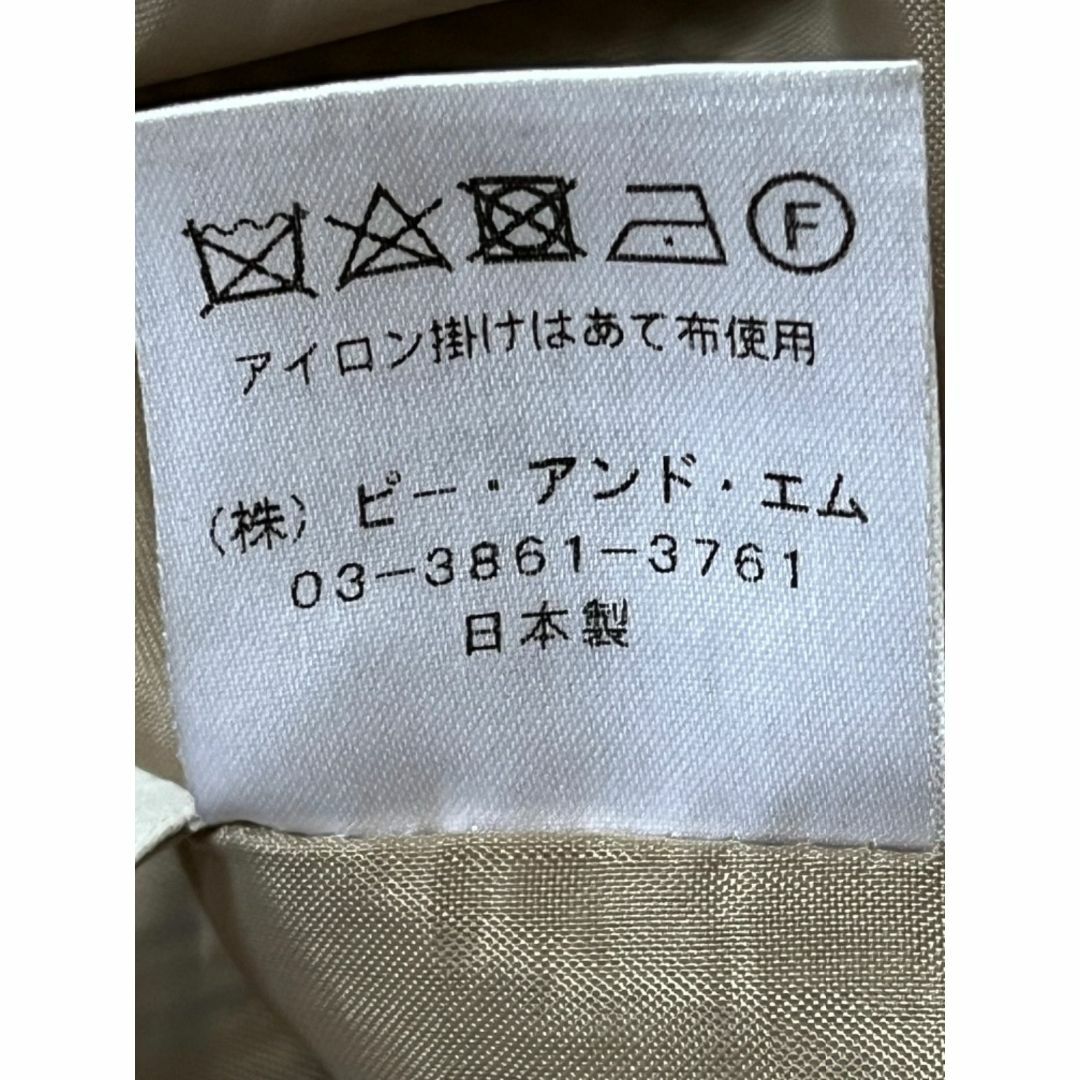 F
アイロン掛けはあて布使用
(株) ピー・アンド・エム
03-3861-3761
日本製